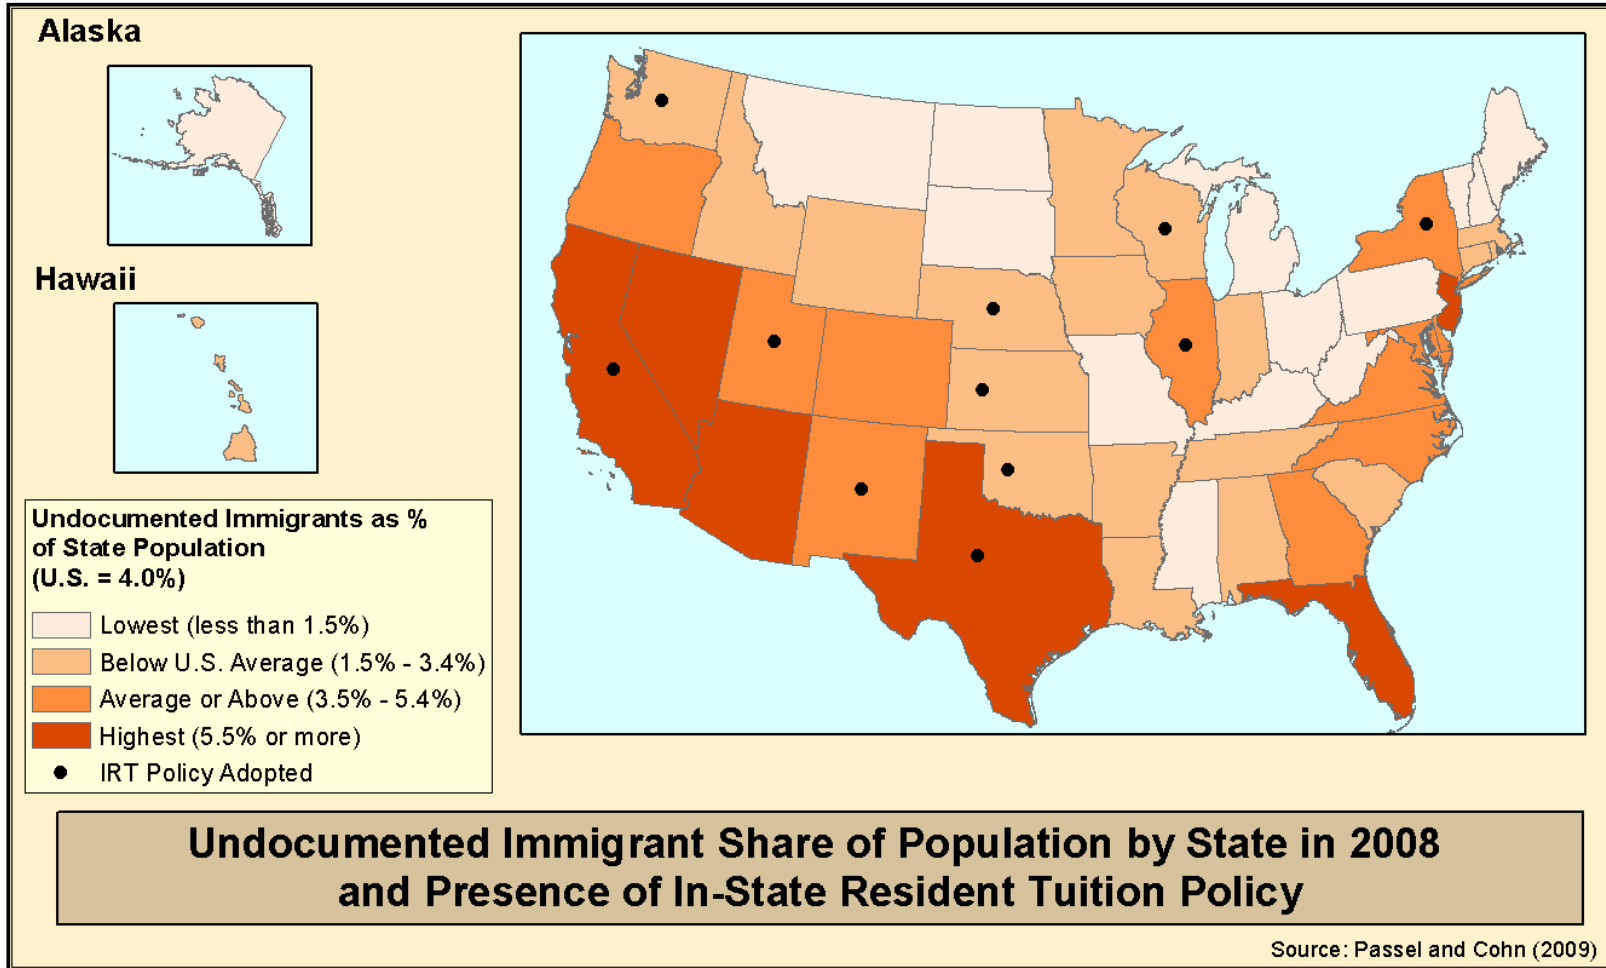 Alaska
Hawaii
Undocumented Immigrants as %
of State Population
(U.S. = 4.0%)
Lowest (less than 1.5%)
Below U.S. Average (1.5% - 3.4%)
Average or Above (3.5% - 5.4%)
Highest (5.5% or more)
IRT Policy Adopted
Undocumented Immigrant Share of Population by State in 2008
and Presence of In-State Resident Tuition Policy
Source: Passel and Cohn (2009)